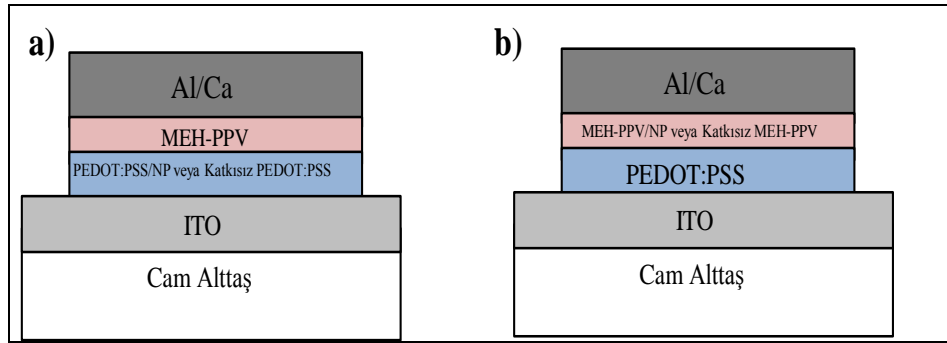 a)
Al/Ca
MEH-PPV
PEDOT:PSS/NP veya Katkısız PEDOT:PSS
ITO
Cam Alttaş
b)
Al/Ca
MEH-PPV/NP veya Katkısız MEH-PPV
PEDOT:PSS
ITO
Cam Alttaş